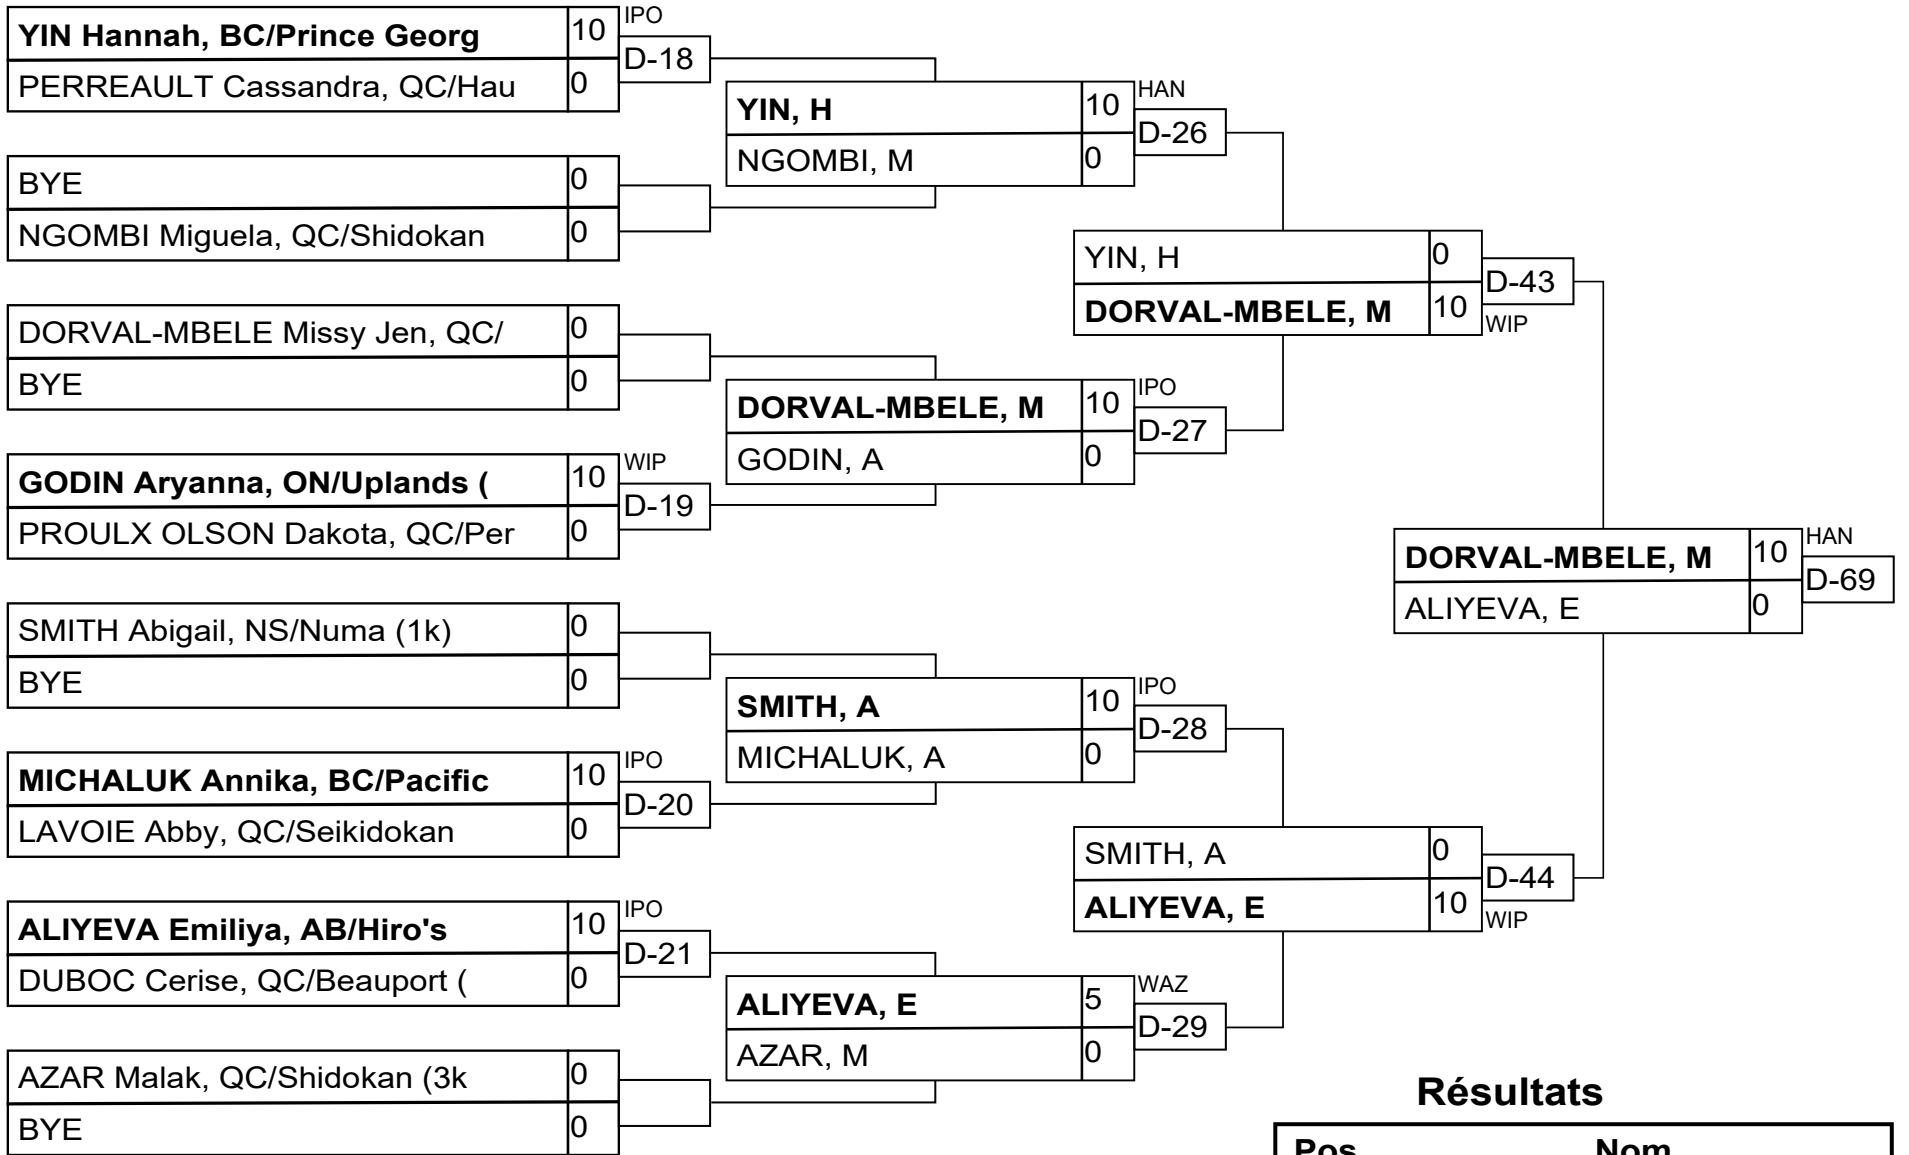 YIN Hannah, BC/Prince Georg 10 IPO
D-18
PERREAULT Cassandra, QC/Hau 0
BYE 0
NGOMBI Miguela, QC/Shidokan 0
DORVAL-MBELE Missy Jen, QC/ 0
BYE 0
GODIN Aryanna, ON/Uplands ( 10 WIP
D-19
PROULX OLSON Dakota, QC/Per 0
SMITH Abigail, NS/Numa (1k) 0
BYE 0
MICHALUK Annika, BC/Pacific 10 IPO
D-20
LAVOIE Abby, QC/Seikidokan 0
ALIYEVA Emiliya, AB/Hiro's 10 IPO
D-21
DUBOC Cerise, QC/Beauport ( 0
AZAR Malak, QC/Shidokan (3k 0
BYE 0
YIN, H 10 HAN
D-26
NGOMBI, M 0
DORVAL-MBELE, M 10 IPO
D-27
GODIN, A 0
SMITH, A 10 IPO
D-28
MICHALUK, A 0
ALIYEVA, E 5 WAZ
D-29
AZAR, M 0
YIN, H 0
D-43
DORVAL-MBELE, M 10 WIP
SMITH, A 0
D-44
ALIYEVA, E 10 WIP
DORVAL-MBELE, M 10 HAN
D-69
ALIYEVA, E 0
Résultats
Pos Nom